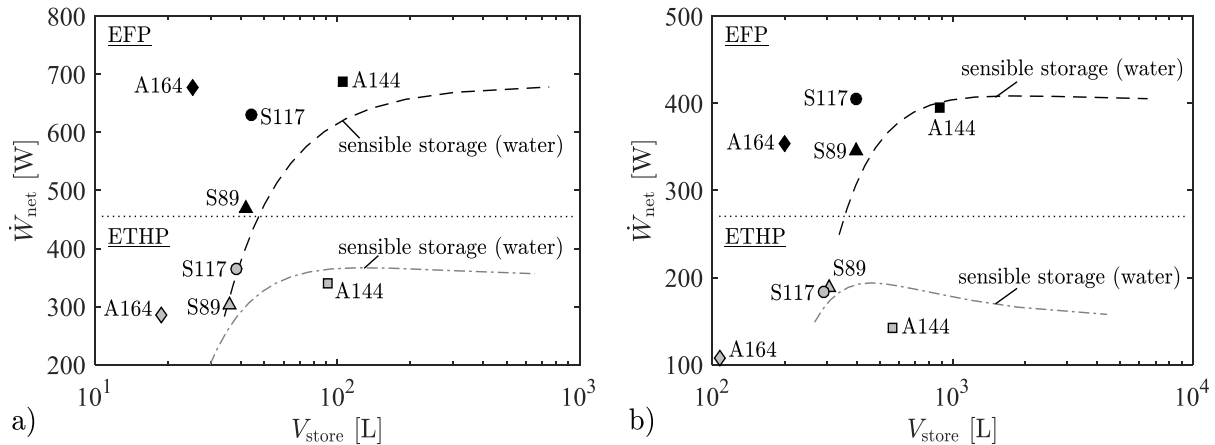 EFP
800
700
600
500
400
300
200
Ẇnet [W]
A164
A144
S117
sensible storage (water)
S89
ETHP
sensible storage (water)
S117
S89
A164
A144
10^1
10^2
10^3
a)
Vstore [L]
EFP
500
400
300
200
100
Ẇnet [W]
sensible storage (water)
S117
A144
A164
S89
ETHP
S89
sensible storage (water)
S117
A144
A164
10^2
10^3
10^4
b)
Vstore [L]